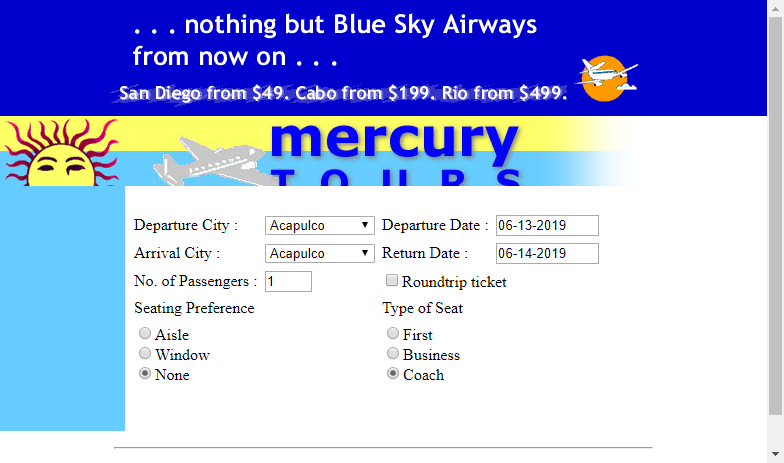 . . . nothing but Blue Sky Airways
from now on . . .
San Diego from $49. Cabo from $199. Rio from $499.
mercury
TOURS
Departure City : Acapulco Departure Date : 06-13-2019
Arrival City : Acapulco Return Date : 06-14-2019
No. of Passengers : 1 Roundtrip ticket
Seating Preference Type of Seat
Aisle First
Window Business
None Coach